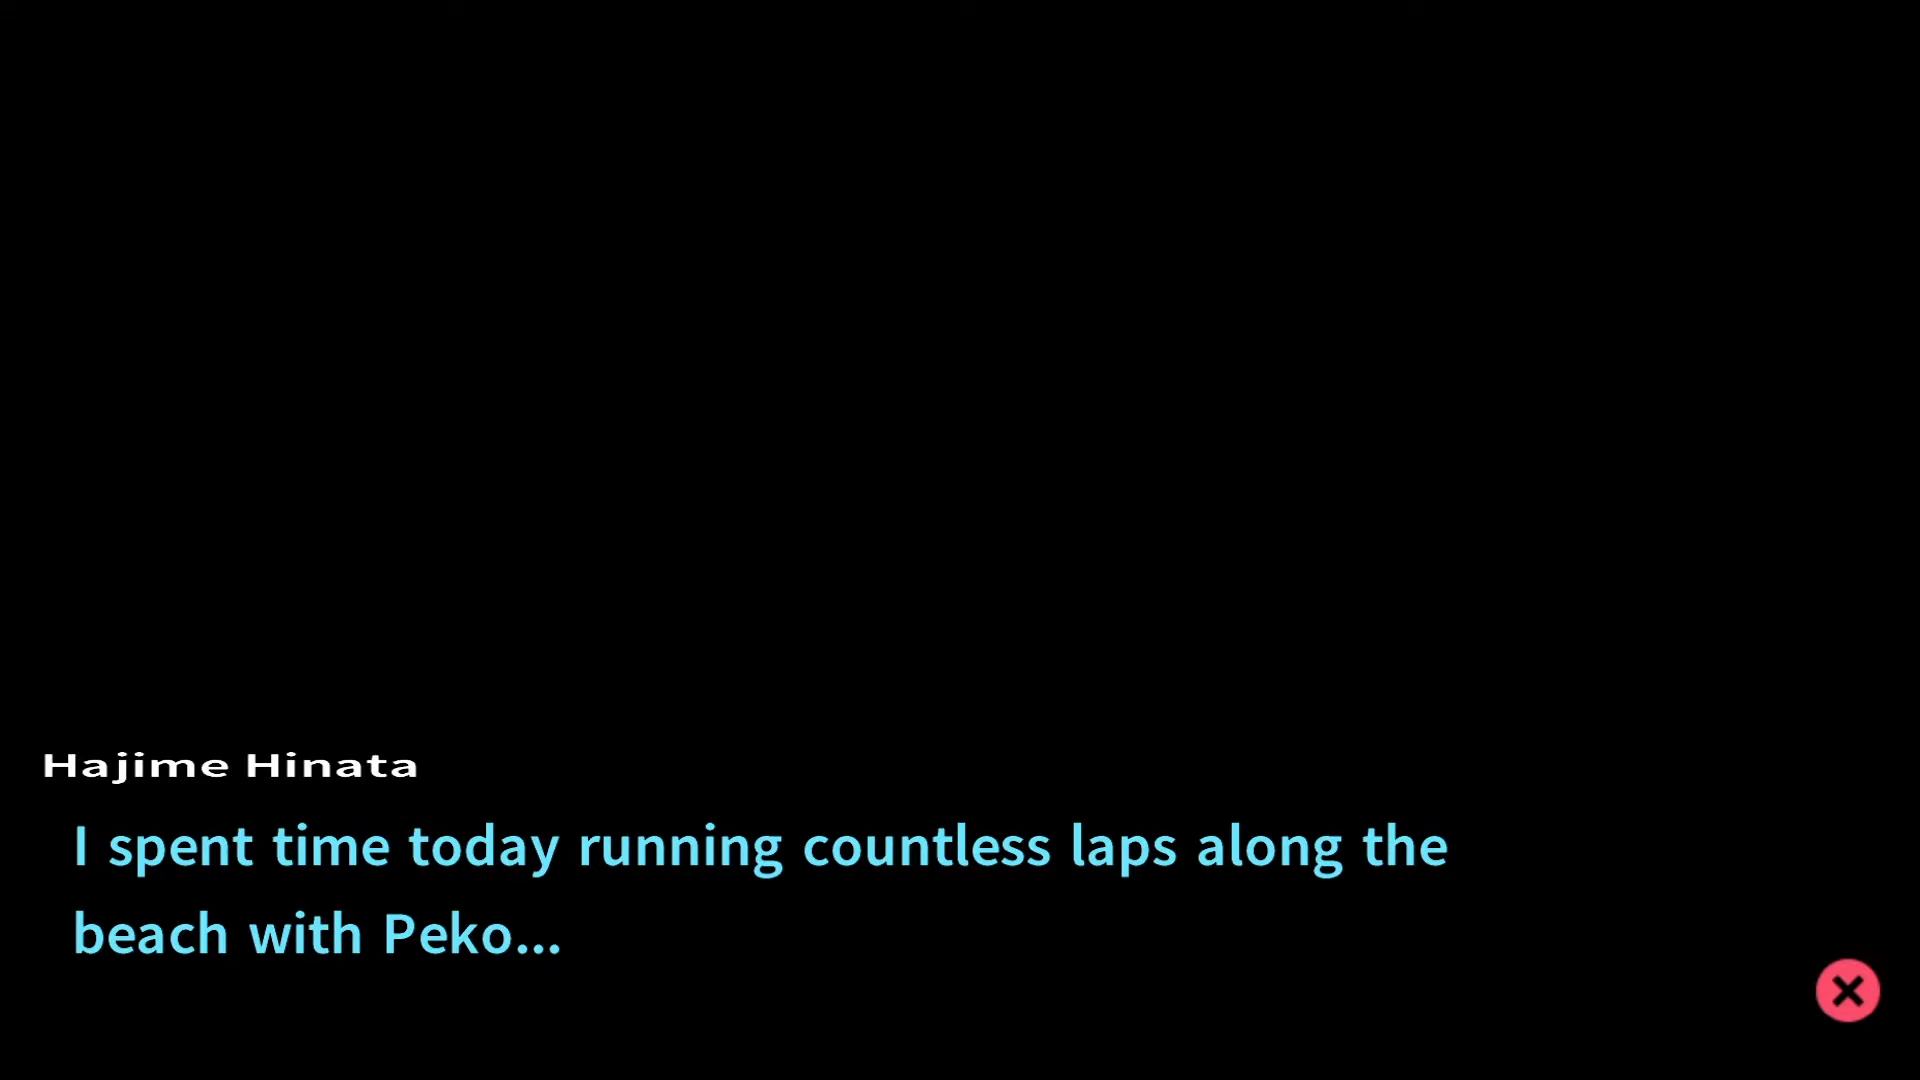 Hajime Hinata
I spent time today running countless laps along the
beach with Peko...